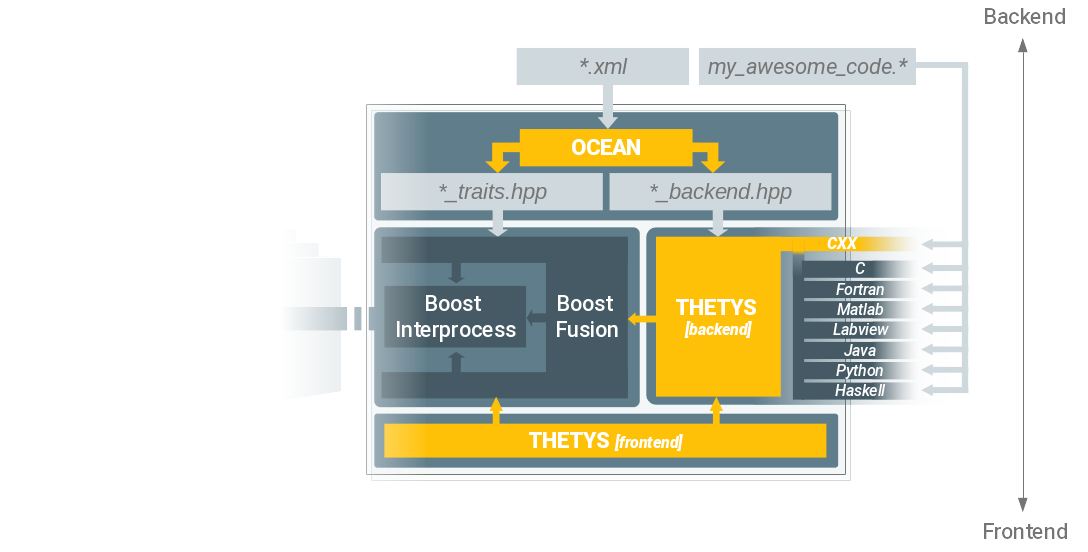 Backend
*.xml
my_awesome_code.*
OCEAN
*_traits.hpp
*_backend.hpp
CXX
C
Fortran
Matlab
Labview
Java
Python
Haskell
THETYS
[backend]
Boost
Fusion
Boost
Interprocess
THETYS [frontend]
Frontend